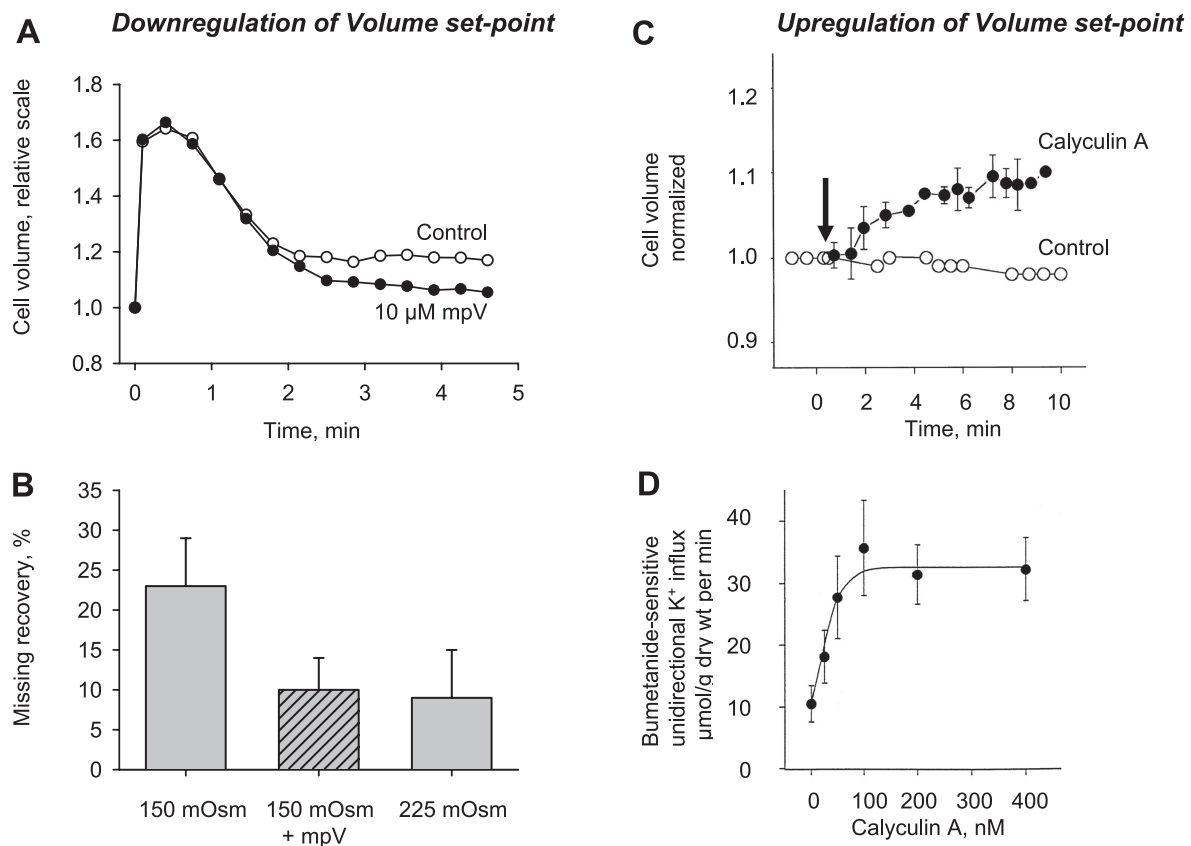 A
Downregulation of Volume set-point
Cell volume, relative scale
1.8
1.6
1.4
1.2
1.0
0.8
Control
10 µM mpV
0 1 2 3 4 5
Time, min
C
Upregulation of Volume set-point
Cell volume
normalized
1.2
1.1
1.0
0.9
Calyculin A
Control
0 2 4 6 8 10
Time, min
B
Missing recovery, %
35
30
25
20
15
10
5
0
150 mOsm 150 mOsm 225 mOsm
+ mpV
D
Bumetanide-sensitive
unidirectional K⁺ influx
µmol/g dry wt per min
40
30
20
10
0
0 100 200 300 400
Calyculin A, nM